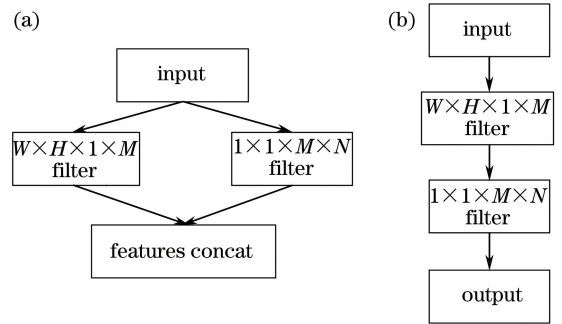 (a)
input
W×H×1×M
filter
1×1×M×N
filter
features concat
(b)
input
W×H×1×M
filter
1×1×M×N
filter
output